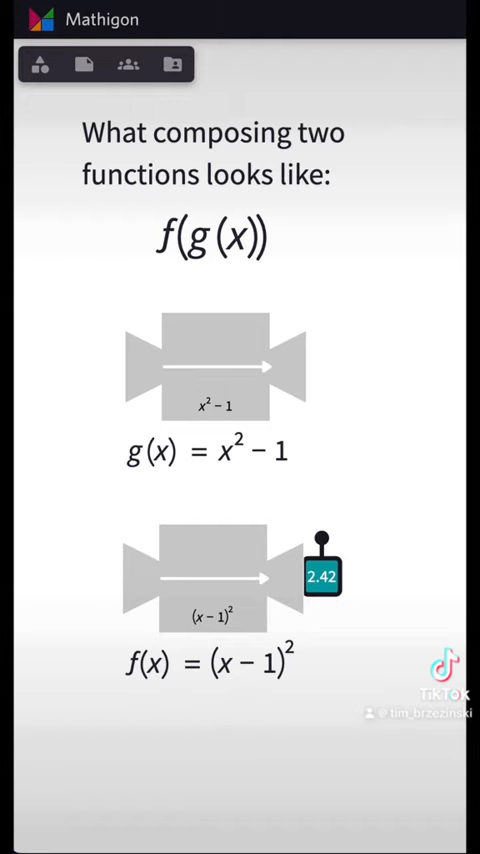 Mathigon
What composing two
functions looks like:
f(g(x))
x² − 1
g(x) = x² − 1
2.42
(x − 1)²
f(x) = (x − 1)²
TikTok
@tim_brzezinski